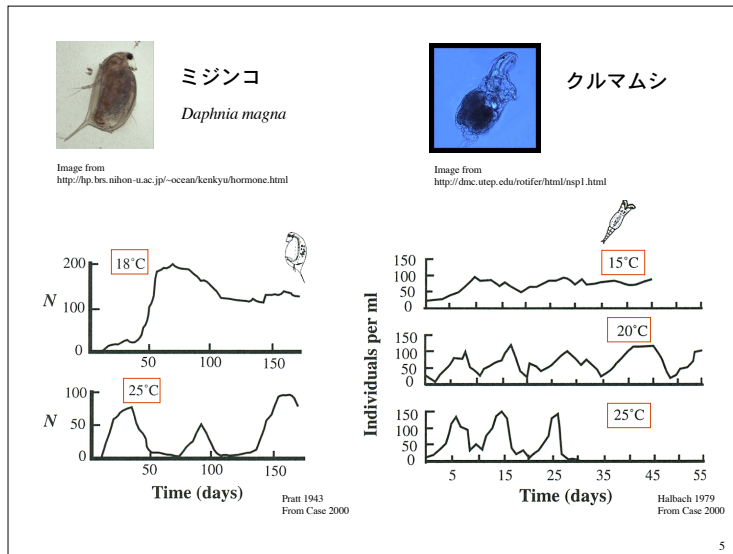 ミジンコ
Daphnia magna
Image from
http://hp.brs.nihon-u.ac.jp/~ocean/kenkyu/hormone.html
クルマムシ
Image from
http://dmc.utep.edu/rotifer/html/nsp1.html
18˚C
N
200
100
0
50
100
150
25˚C
N
100
50
0
50
100
150
Time (days)
Pratt 1943
From Case 2000
Individuals per ml
15˚C
150
100
50
0
20˚C
150
100
50
0
25˚C
150
100
50
0
5
15
25
35
45
55
Time (days)
Halbach 1979
From Case 2000
5